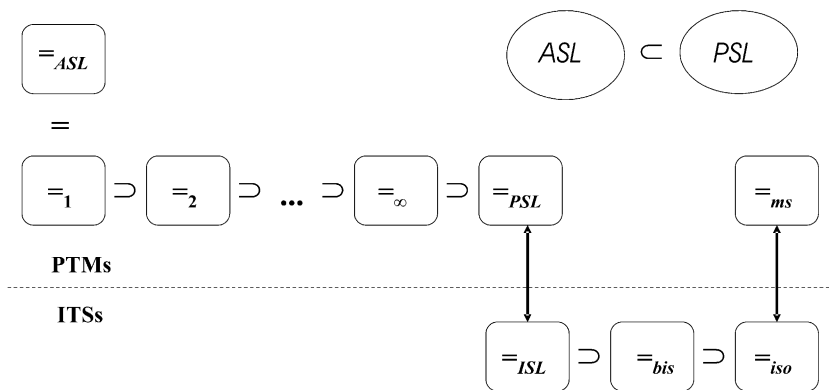 =ASL ASL ⊂ PSL
=
=1 ⊃ =2 ⊃ ... ⊃ =∞ ⊃ =PSL =ms
PTMs
ITSs
=ISL ⊃ =bis ⊃ =iso